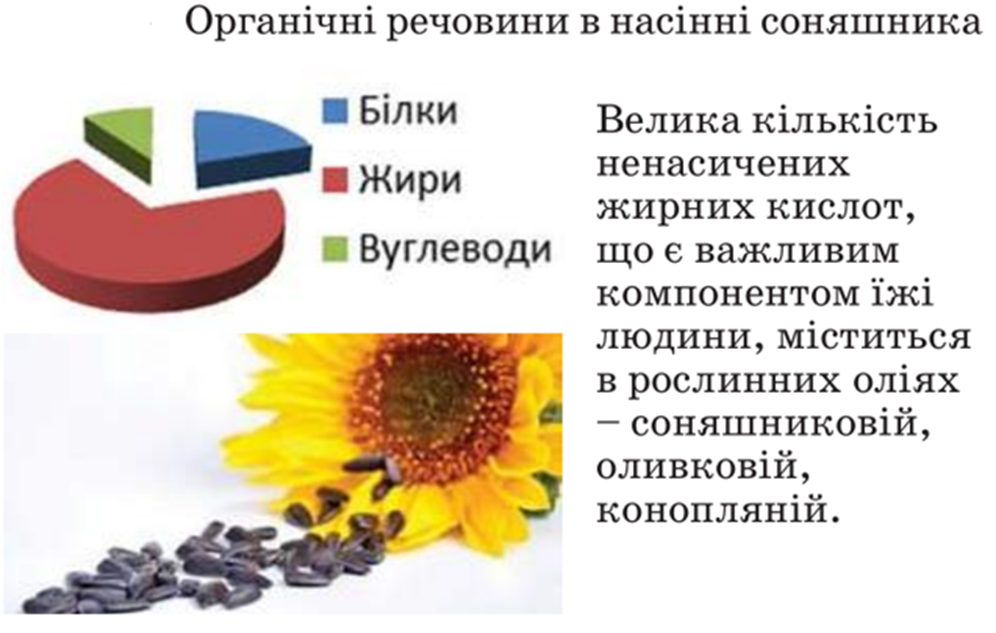 Органічні речовини в насінні соняшника
Білки
Жири
Вуглеводи
Велика кількість
ненасичених
жирних кислот,
що є важливим
компонентом їжі
людини, міститься
в рослинних оліях
– соняшниковій,
оливковій,
конопляній.